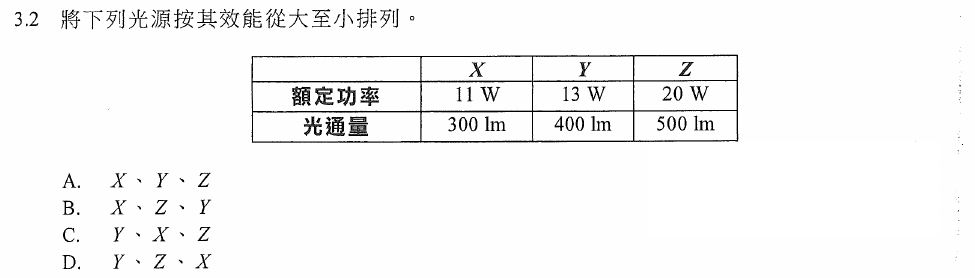 3.2 將下列光源按其效能從大至小排列。
X Y Z
額定功率 11 W 13 W 20 W
光通量 300 lm 400 lm 500 lm
A. X、Y、Z
B. X、Z、Y
C. Y、X、Z
D. Y、Z、X